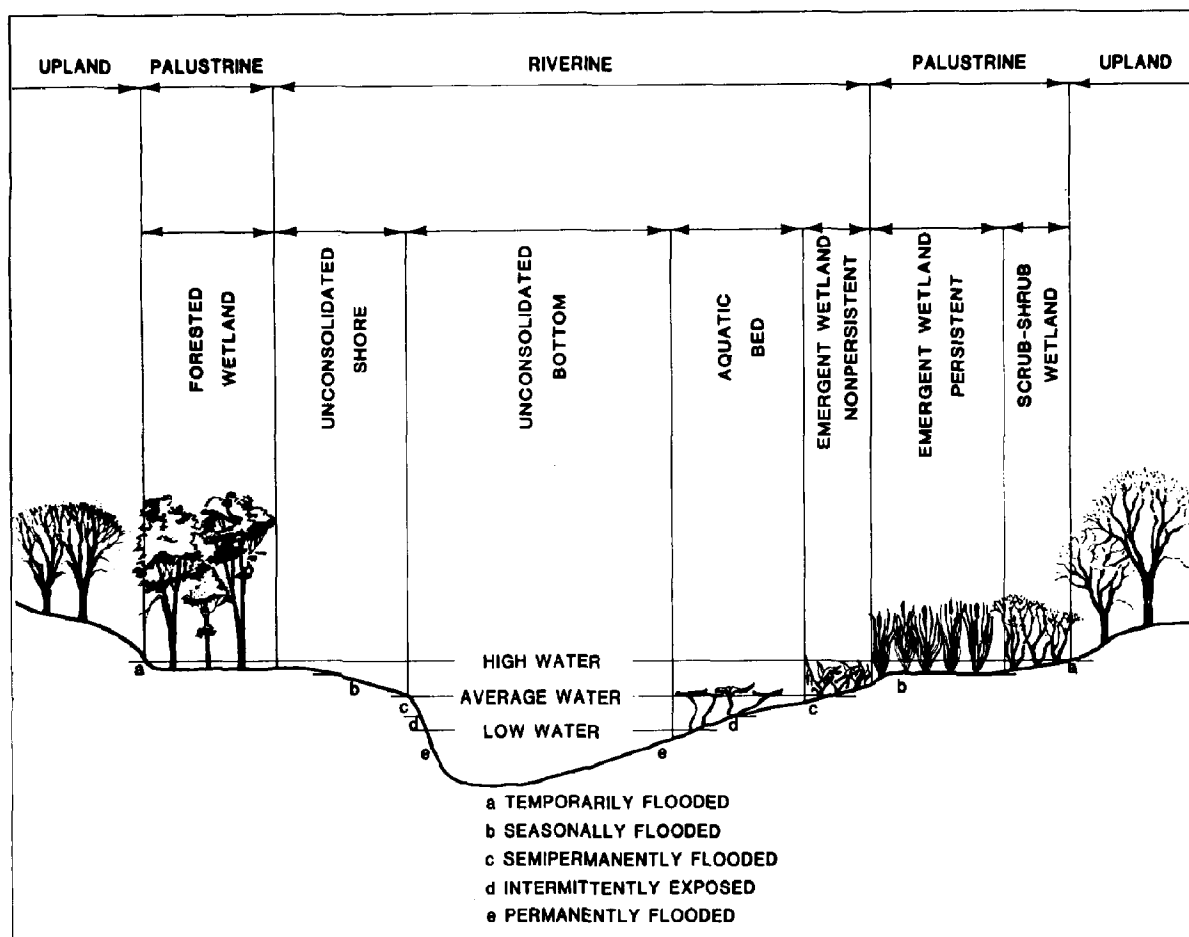 UPLAND PALUSTRINE RIVERINE PALUSTRINE UPLAND
FORESTED
WETLAND
UNCONSOLIDATED
SHORE
UNCONSOLIDATED
BOTTOM
AQUATIC
BED
EMERGENT WETLAND
NONPERSISTENT
EMERGENT WETLAND
PERSISTENT
SCRUB-SHRUB
WETLAND
HIGH WATER
AVERAGE WATER
LOW WATER
a
b
c
d
e
e
d
c
b
a
a TEMPORARILY FLOODED
b SEASONALLY FLOODED
c SEMIPERMANENTLY FLOODED
d INTERMITTENTLY EXPOSED
e PERMANENTLY FLOODED